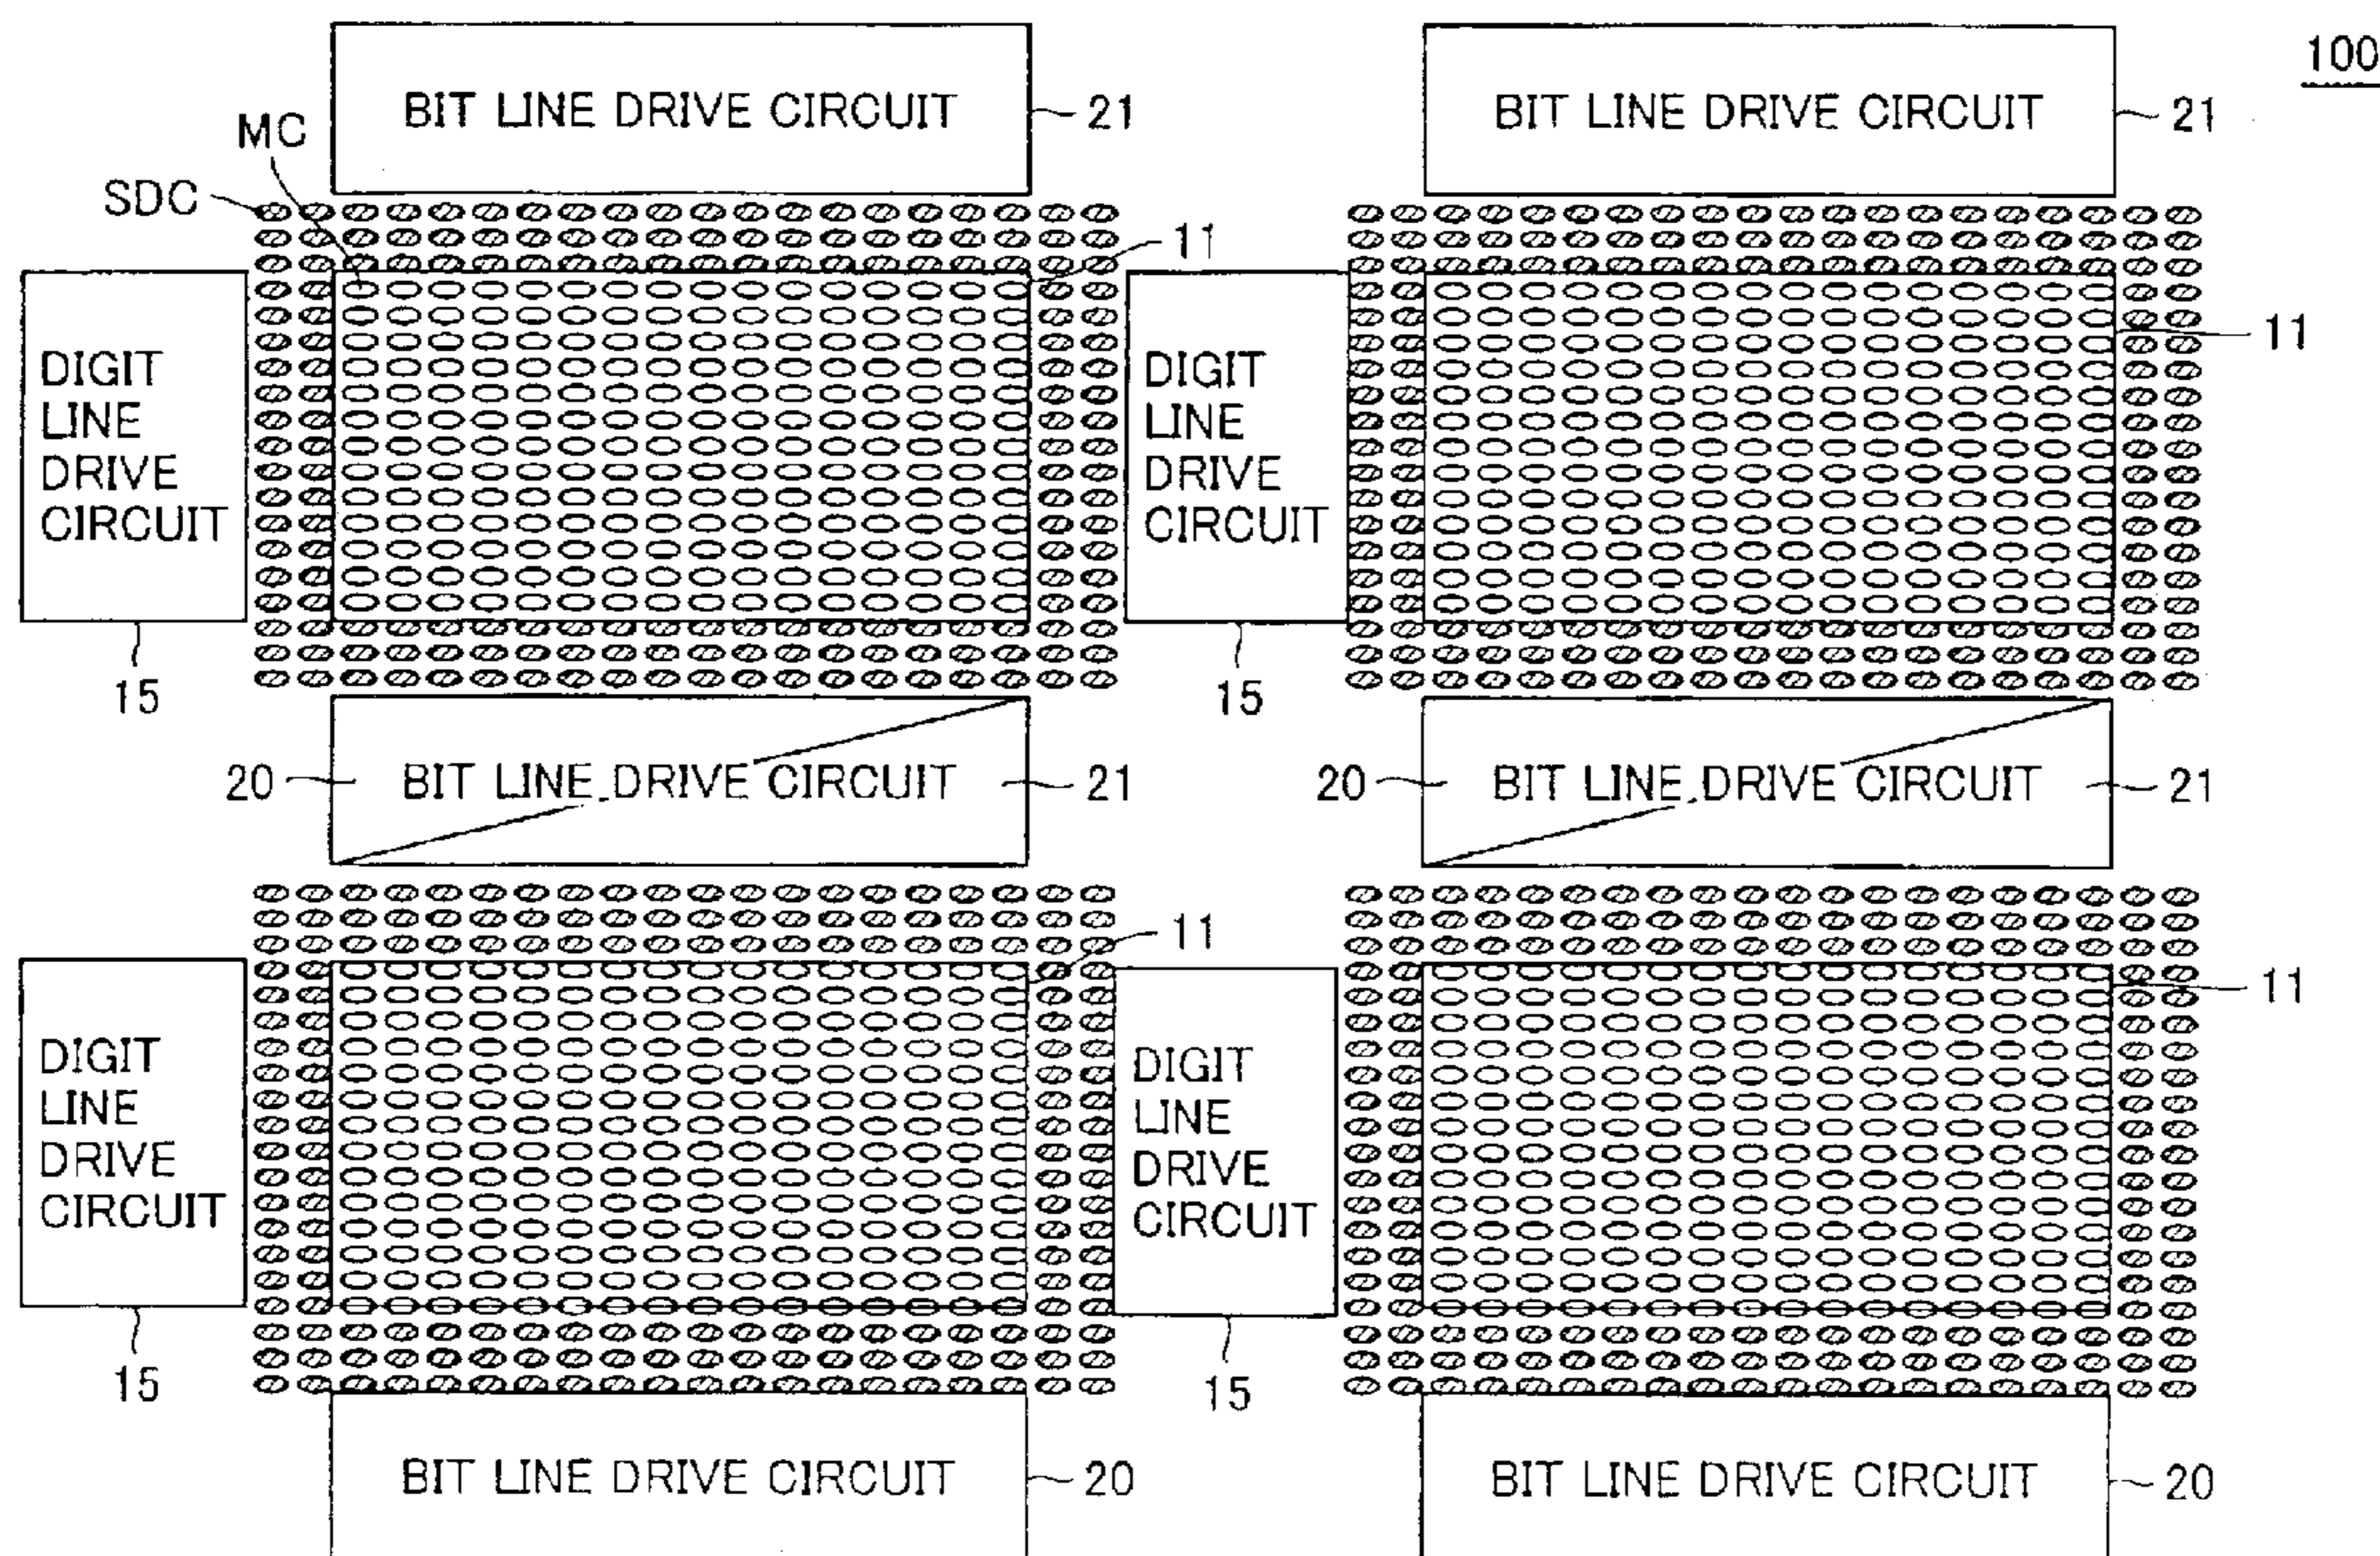 100
BIT LINE DRIVE CIRCUIT 21
BIT LINE DRIVE CIRCUIT 21
MC
SDC
11
11
DIGIT
LINE
DRIVE
CIRCUIT
15
DIGIT
LINE
DRIVE
CIRCUIT
15
20 BIT LINE DRIVE CIRCUIT 21
20 BIT LINE DRIVE CIRCUIT 21
11
11
DIGIT
LINE
DRIVE
CIRCUIT
15
DIGIT
LINE
DRIVE
CIRCUIT
15
BIT LINE DRIVE CIRCUIT 20
BIT LINE DRIVE CIRCUIT 20